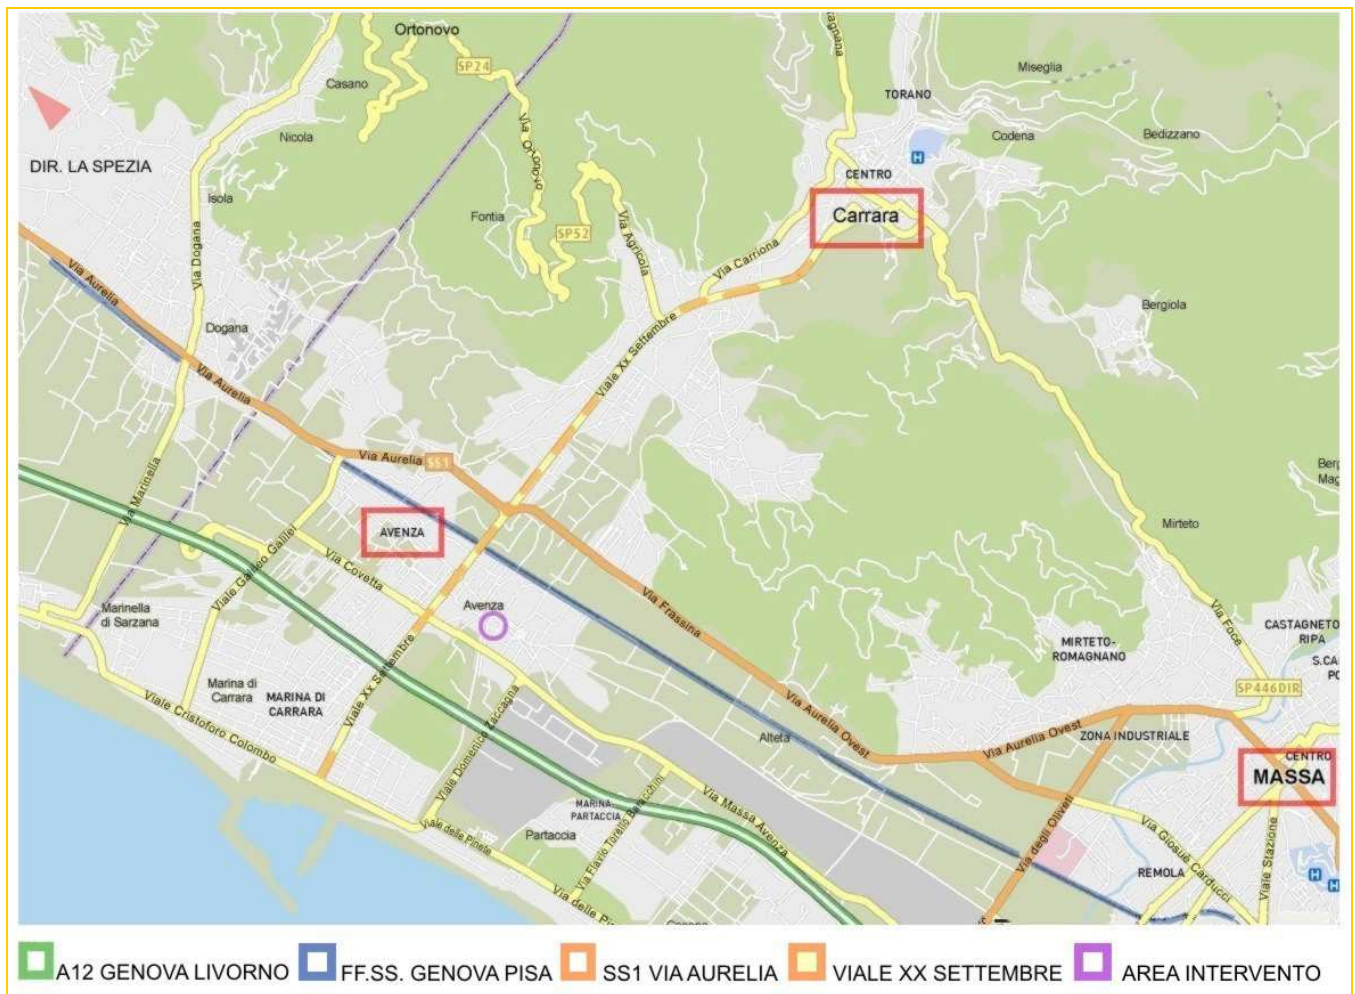 Ortonovo
SP24
Casano
Nicola
DIR. LA SPEZIA
Isola
Via Dogana
Fontia
SP52
Via Agricola
Miseglia
TORANO
Codena
Bedizzano
H
CENTRO
Carrara
Via Carriona
Bergiola
Via Aurelia
Dogana
Via Aurelia
Viale Xx Settembre
Via Aurelia
SS1
Via Marinella
AVENZA
Viale Galileo Galilei
Via Covetta
Avenza
Via Frassina
Mirteto
Via Foce
Marinella
di Sarzana
MIRTETO-
ROMAGNANO
CASTAGNETO
RIPA
SP446DIR
Marina di
Carrara
MARINA DI
CARRARA
Viale Xx Settembre
Viale Cristoforo Colombo
Viale Domenico Zaccagna
Via Aurelia Ovest
Alteta
Via Aurelia Ovest
ZONA INDUSTRIALE
CENTRO
MASSA
MARINA-
PARTACCIA
Partaccia
Viale delle Pinete
Via Massa Avenza
Via degli Oliveti
Via Giosuè Carducci
Viale Stazione
REMOLA
H
H
A12 GENOVA LIVORNO
FF.SS. GENOVA PISA
SS1 VIA AURELIA
VIALE XX SETTEMBRE
AREA INTERVENTO